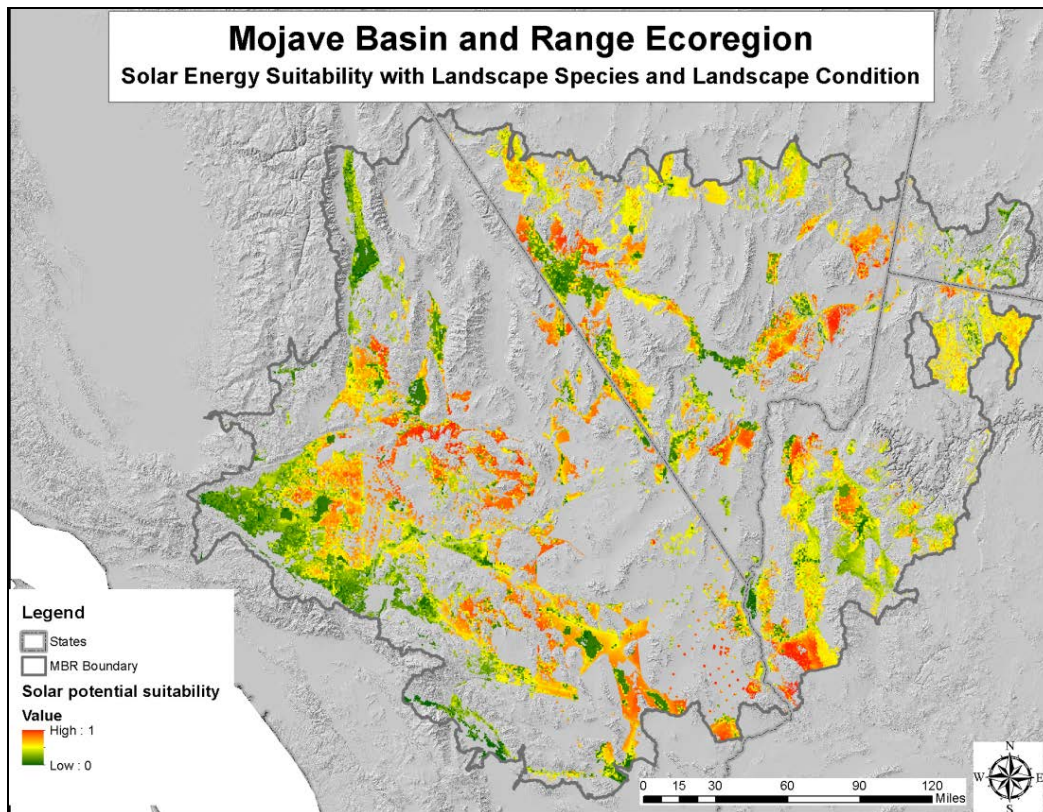 Mojave Basin and Range Ecoregion
Solar Energy Suitability with Landscape Species and Landscape Condition
Legend
States
MBR Boundary
Solar potential suitability
Value
High : 1
Low : 0
0 15 30 60 90 120
Miles
N
W E
S